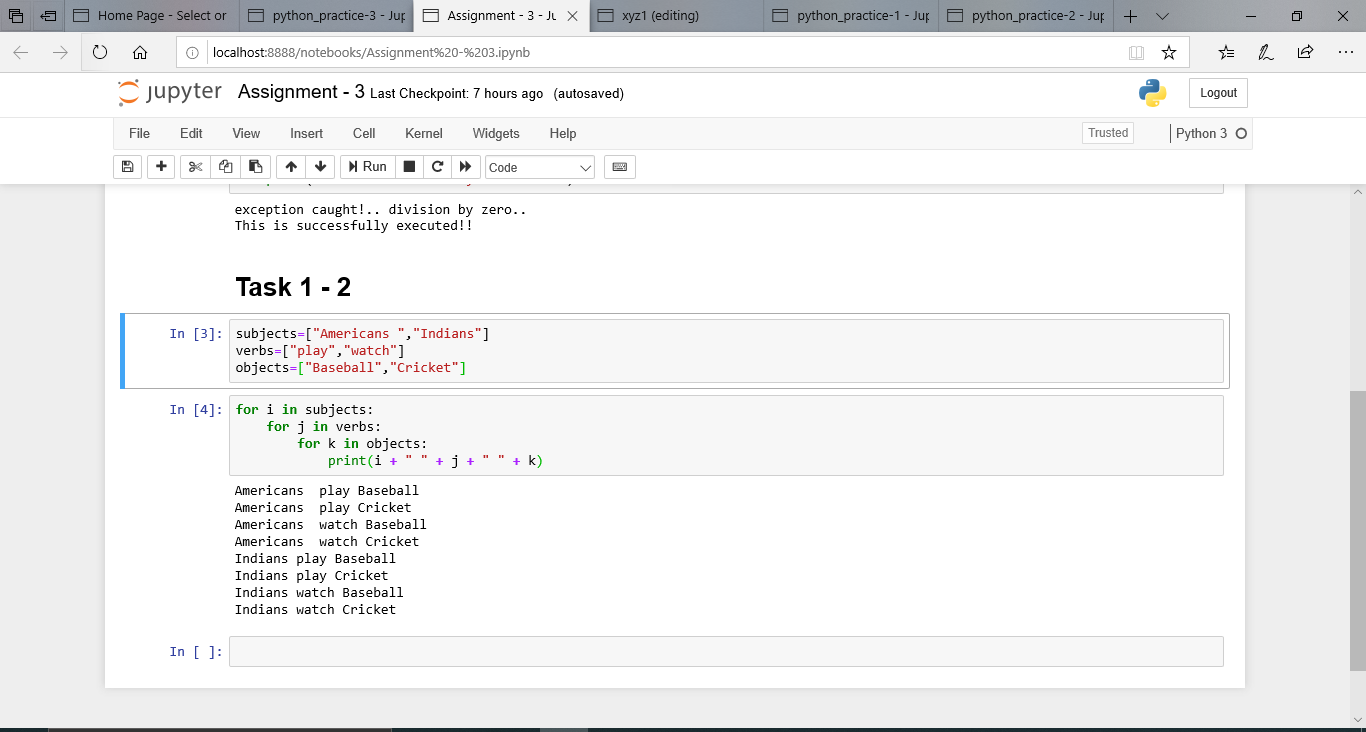 Home Page - Select or
python_practice-3 - Jup
Assignment - 3 - Ju
xyz1 (editing)
python_practice-1 - Jup
python_practice-2 - Jup
localhost:8888/notebooks/Assignment%20-%203.ipynb
jupyter Assignment - 3 Last Checkpoint: 7 hours ago (autosaved)
Logout
File Edit View Insert Cell Kernel Widgets Help
Trusted
Python 3
Run
Code
exception caught!.. division by zero..
This is successfully executed!!
Task 1 - 2
In [3]: subjects=["Americans ","Indians"]
verbs=["play","watch"]
objects=["Baseball","Cricket"]
In [4]: for i in subjects:
for j in verbs:
for k in objects:
print(i + " " + j + " " + k)
Americans  play Baseball
Americans  play Cricket
Americans  watch Baseball
Americans  watch Cricket
Indians play Baseball
Indians play Cricket
Indians watch Baseball
Indians watch Cricket
In [ ]: